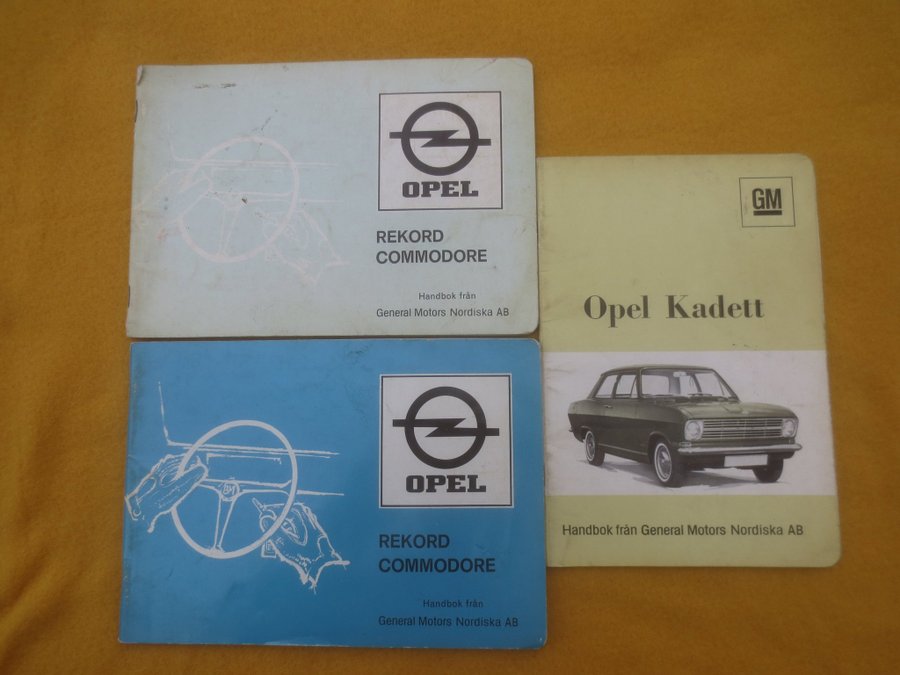 OPEL
REKORD
COMMODORE
Handbok från
General Motors Nordiska AB
GM
Opel Kadett
Handbok från General Motors Nordiska AB
GM
OPEL
REKORD
COMMODORE
Handbok från
General Motors Nordiska AB